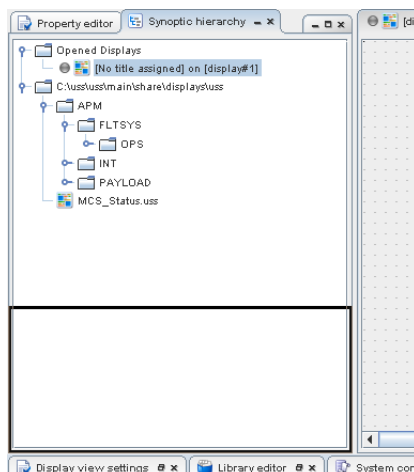 Property editor Synoptic hierarchy
Opened Displays
[No title assigned] on [display#1]
C:\uss\uss\main\share\displays\uss
APM
FLTSYS
OPS
INT
PAYLOAD
MCS_Status.uss
Display view settings Library editor System con